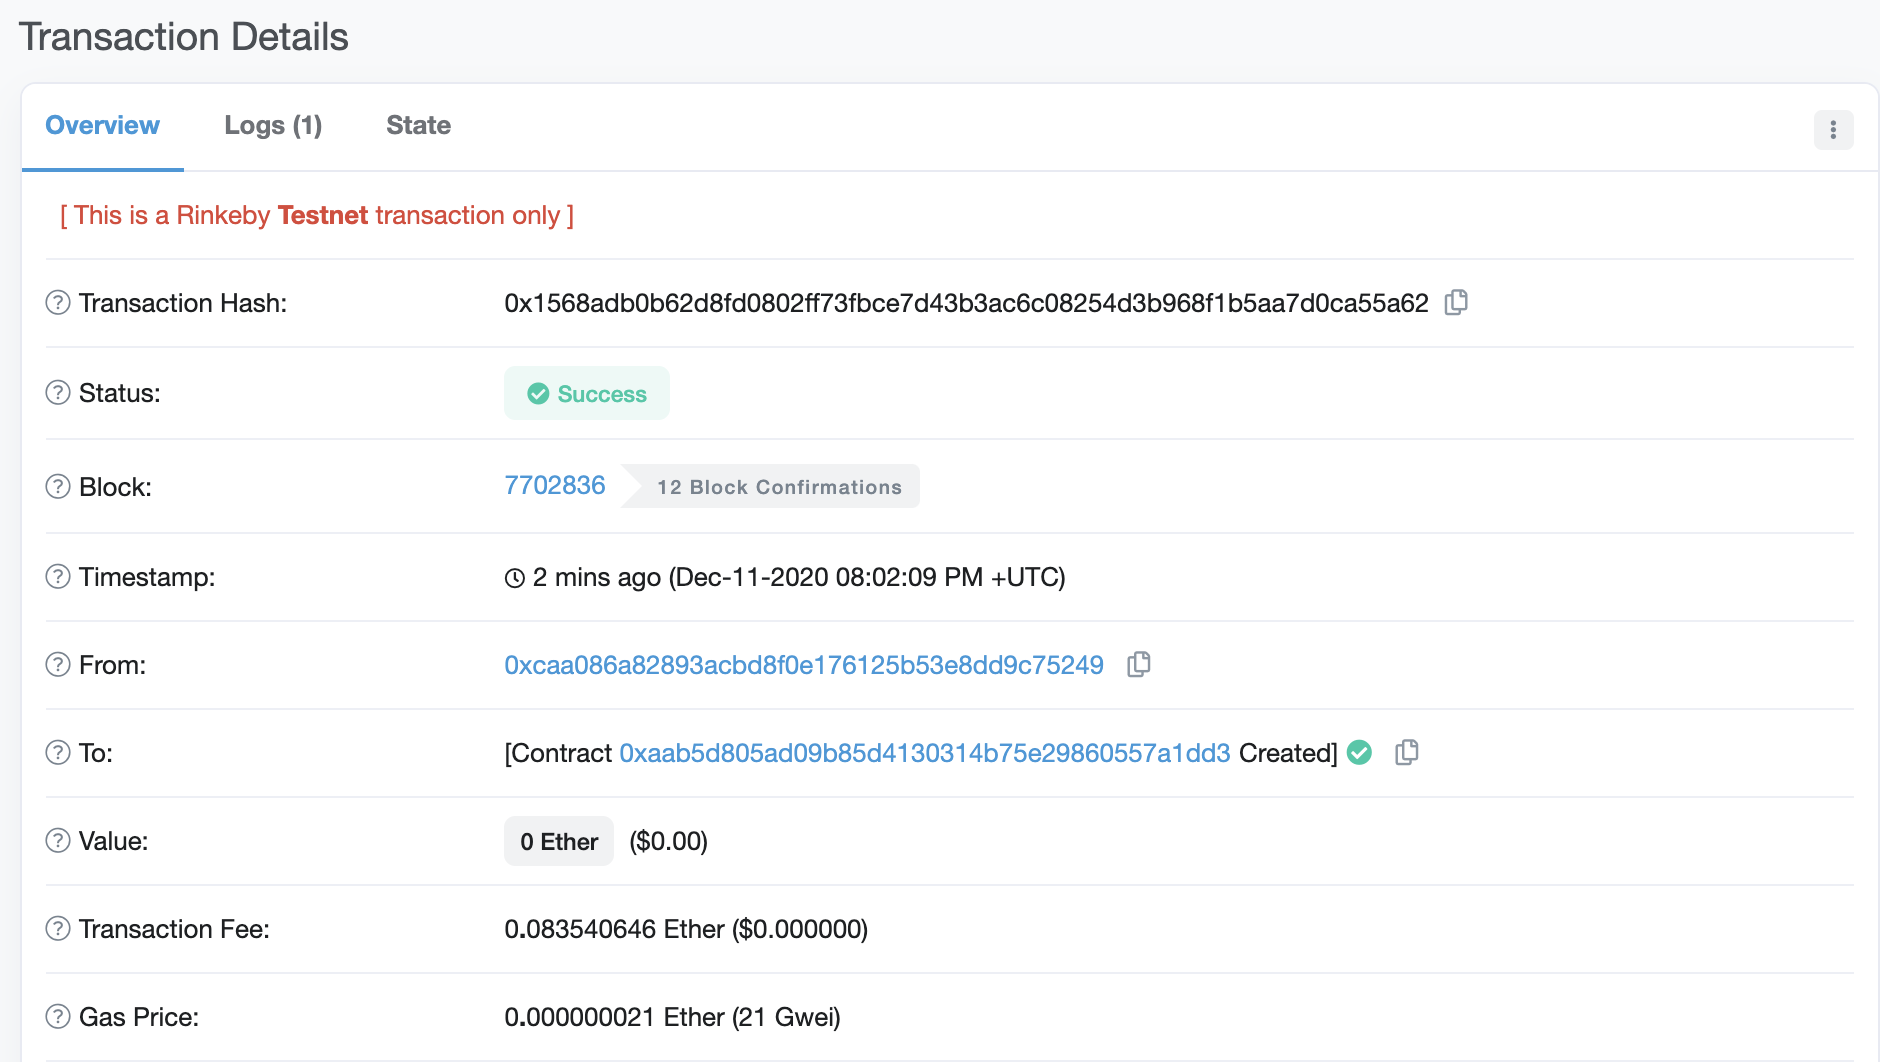 Transaction Details
Overview Logs (1) State
[ This is a Rinkeby Testnet transaction only ]
Transaction Hash: 0x1568adb0b62d8fd0802ff73fbce7d43b3ac6c08254d3b968f1b5aa7d0ca55a62
Status: Success
Block: 7702836 12 Block Confirmations
Timestamp: 2 mins ago (Dec-11-2020 08:02:09 PM +UTC)
From: 0xcaa086a82893acbd8f0e176125b53e8dd9c75249
To: [Contract 0xaab5d805ad09b85d4130314b75e29860557a1dd3 Created]
Value: 0 Ether ($0.00)
Transaction Fee: 0.083540646 Ether ($0.000000)
Gas Price: 0.000000021 Ether (21 Gwei)